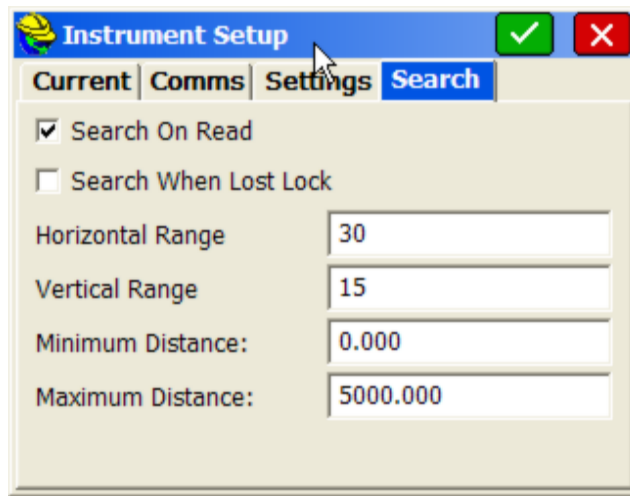 Instrument Setup
Current Comms Settings Search
Search On Read
Search When Lost Lock
Horizontal Range 30
Vertical Range 15
Minimum Distance: 0.000
Maximum Distance: 5000.000